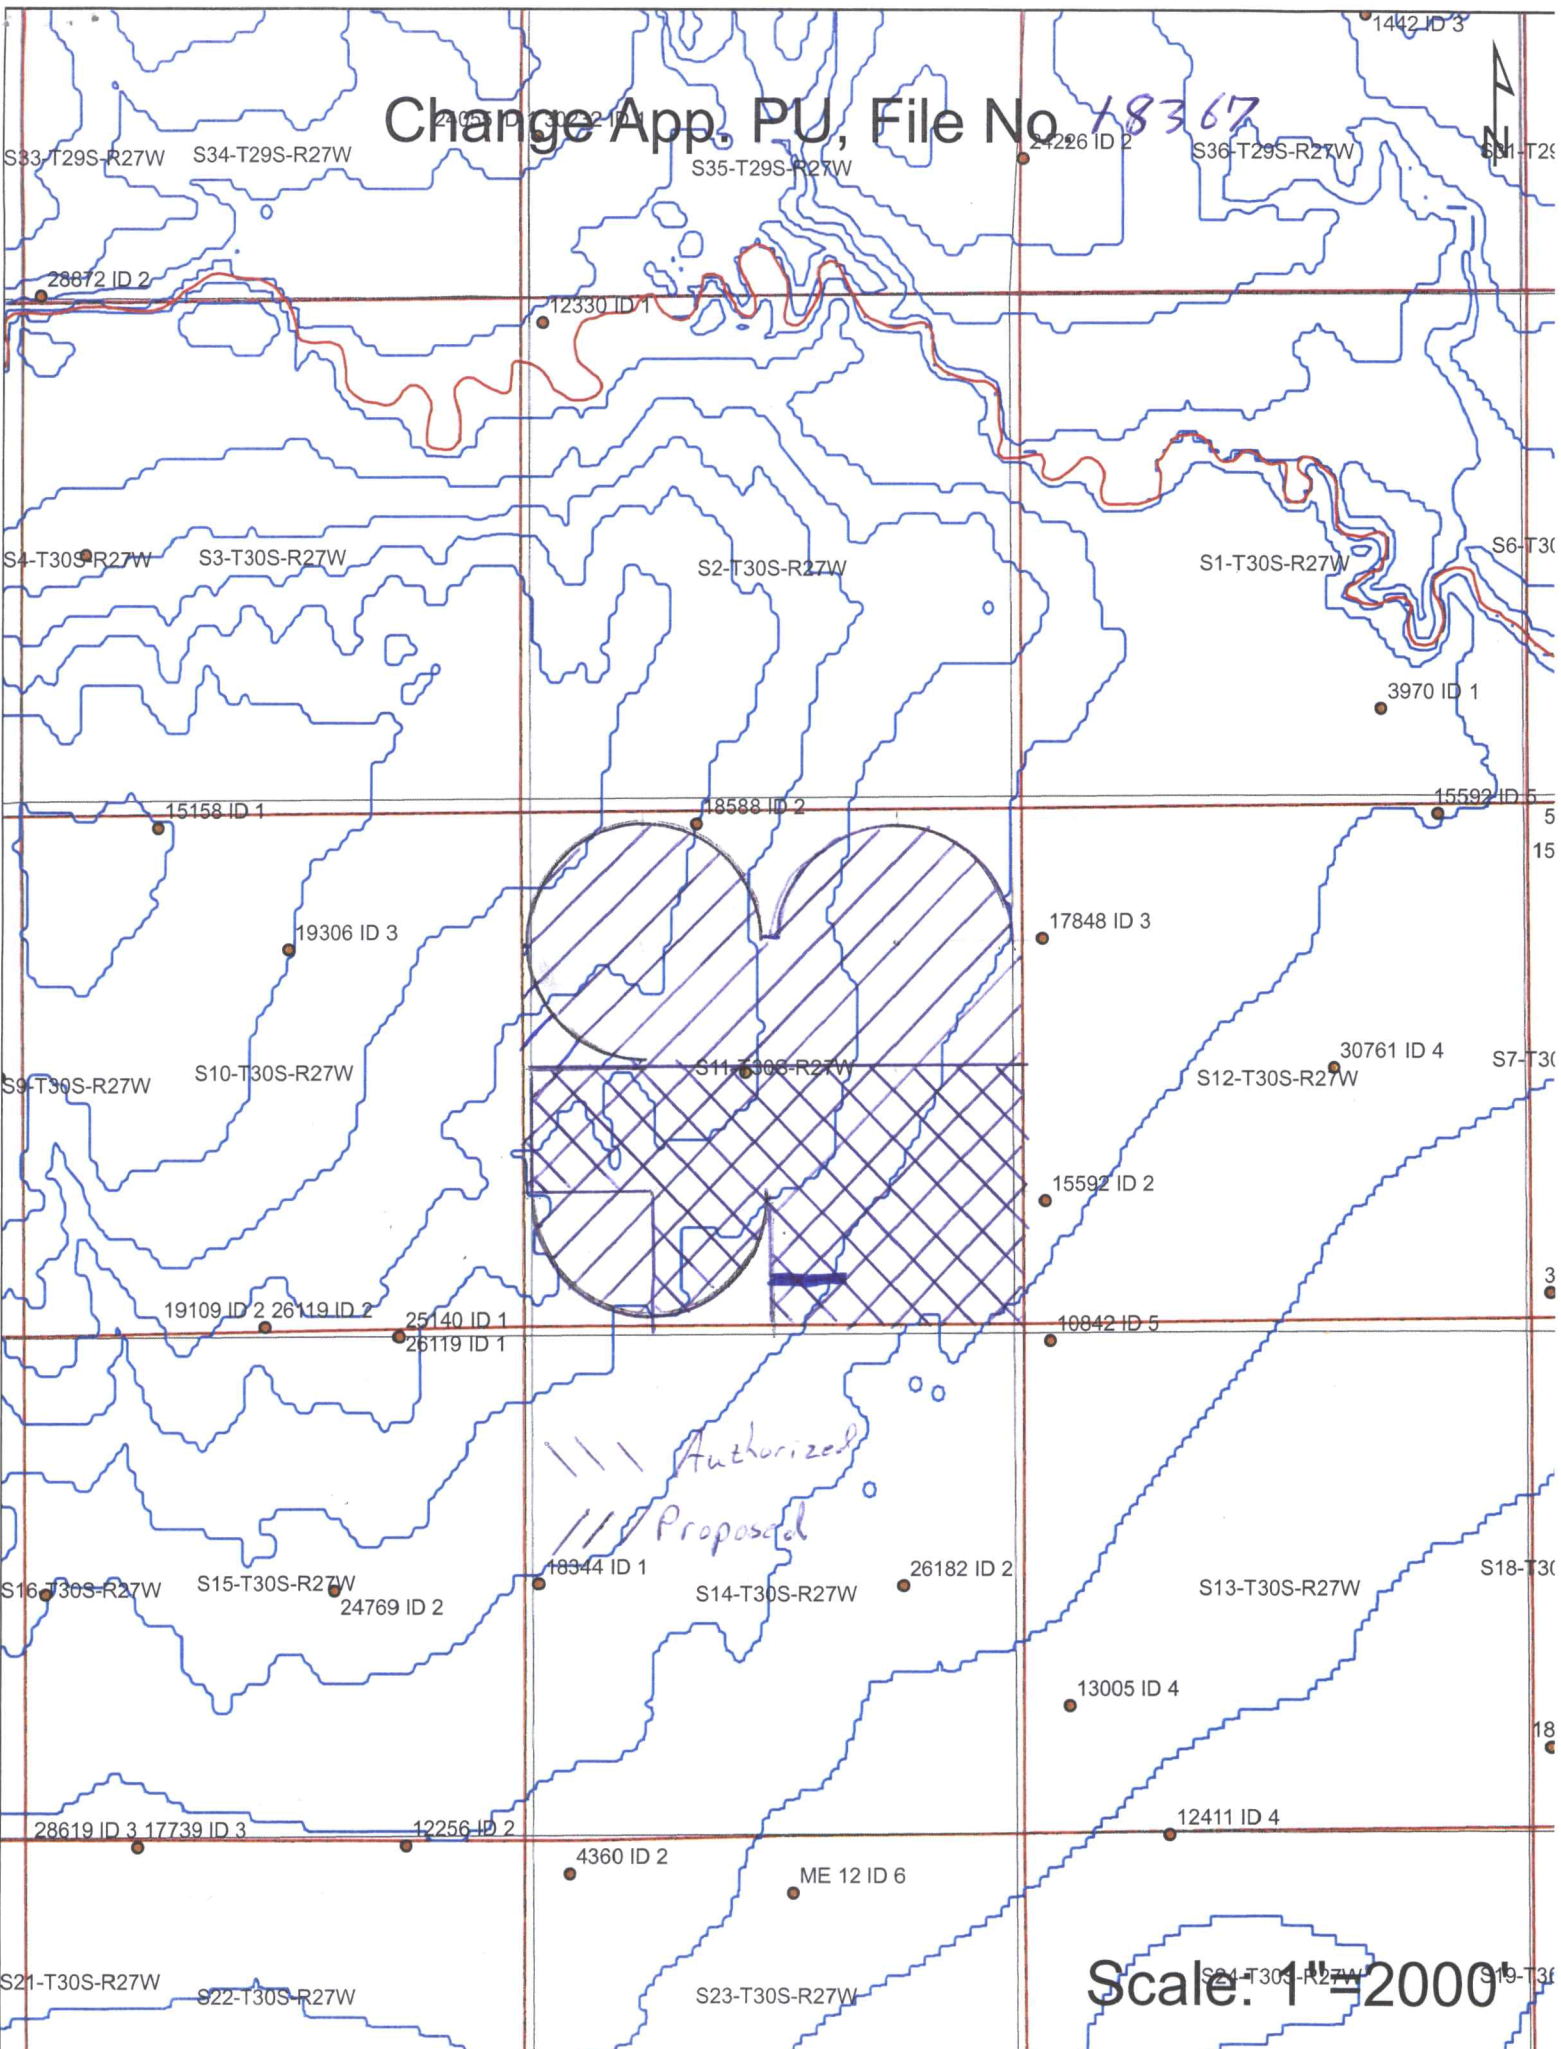 1442 ID 3
Change App. PU, File No. 18367
30232 ID 1
24226 ID 2
N
S33-T29S-R27W
S34-T29S-R27W
S35-T29S-R27W
S36-T29S-R27W
28872 ID 2
12330 ID 1
S4-T30S-R27W
S3-T30S-R27W
S2-T30S-R27W
S1-T30S-R27W
3970 ID 1
15158 ID 1
18588 ID 2
15592 ID 5
5
15
19306 ID 3
17848 ID 3
S9-T30S-R27W
S10-T30S-R27W
S11-T30S-R27W
S12-T30S-R27W
30761 ID 4
15592 ID 2
3
19109 ID 2 26119 ID 2
25140 ID 1
26119 ID 1
10842 ID 5
Authorized
Proposed
18344 ID 1
26182 ID 2
S16-T30S-R27W
S15-T30S-R27W
24769 ID 2
S14-T30S-R27W
S13-T30S-R27W
13005 ID 4
18
28619 ID 3 17739 ID 3
12256 ID 2
12411 ID 4
4360 ID 2
ME 12 ID 6
S21-T30S-R27W
S22-T30S-R27W
S23-T30S-R27W
S24-T30S-R27W
Scale: 1"=2000'